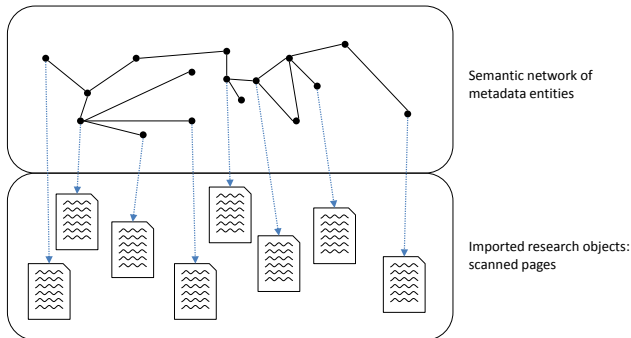 Semantic network of
metadata entities
Imported research objects:
scanned pages